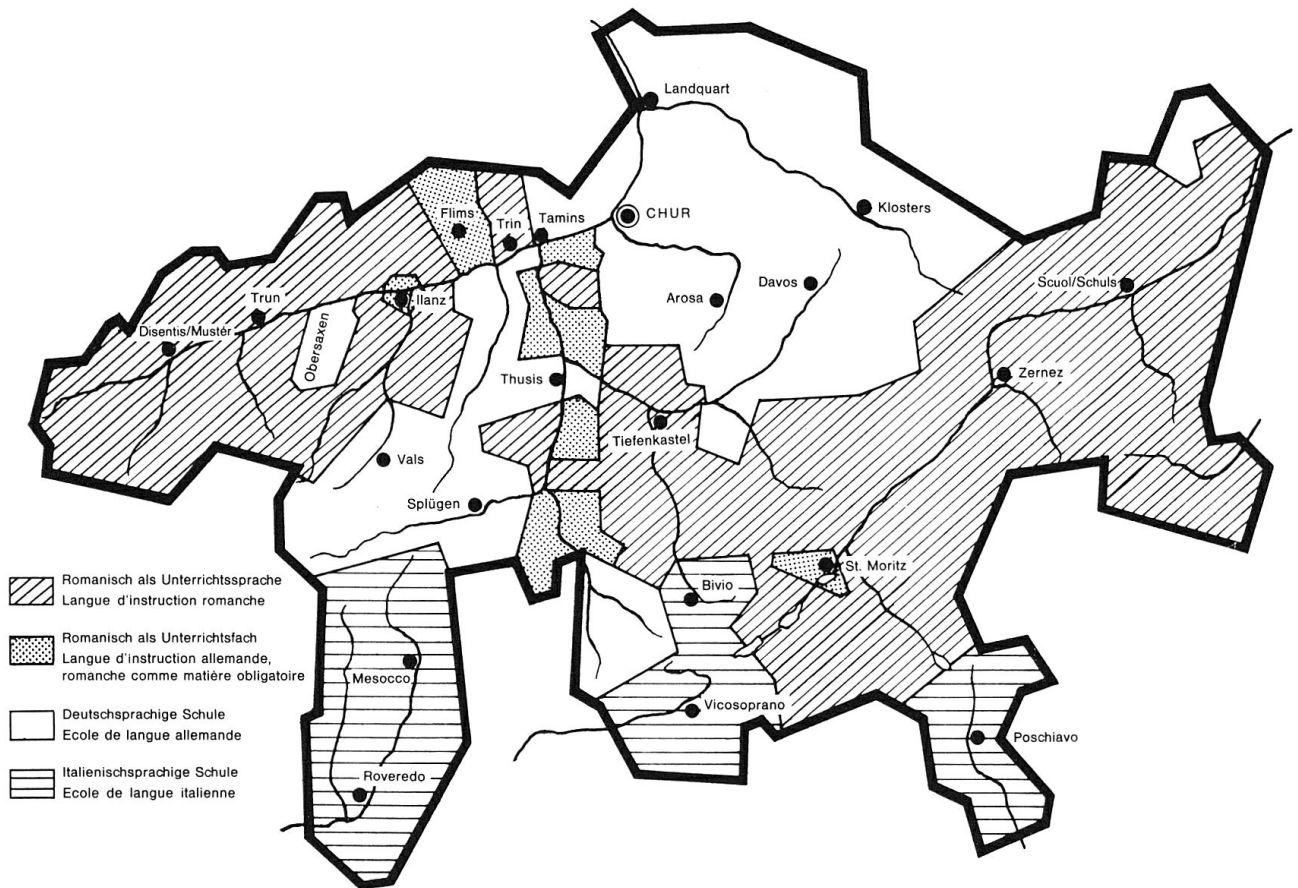 Landquart
CHUR
Klosters
Flims
Trin
Tamins
Davos
Arosa
Scuol/Schuls
Ilanz
Trun
Disentis/Mustér
Obersaxen
Thusis
Zernez
Tiefenkastel
Vals
Splügen
St. Moritz
Bivio
Mesocco
Vicosoprano
Poschiavo
Roveredo
Romanisch als Unterrichtssprache
Langue d'instruction romanche
Romanisch als Unterrichtsfach
Langue d'instruction allemande,
romanche comme matière obligatoire
Deutschsprachige Schule
Ecole de langue allemande
Italienischsprachige Schule
Ecole de langue italienne